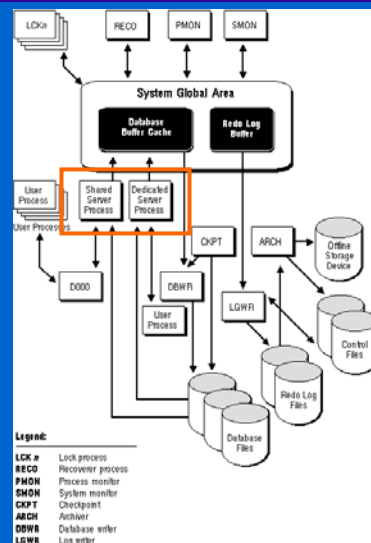 LCKn
RECO
PMON
SMON
System Global Area
Database
Buffer Cache
Redo Log
Buffer
User
Process
User Processes
Shared
Server
Process
Dedicated
Server
Process
CKPT
ARCH
Offline
Storage
Device
D000
DBWR
User
Process
LGWR
Control
Files
Redo Log
Files
Database
Files
Legend:
LCK n Lock process
RECO Recoverer process
PMON Process monitor
SMON System monitor
CKPT Checkpoint
ARCH Archiver
DBWR Database writer
LGWR Log writer